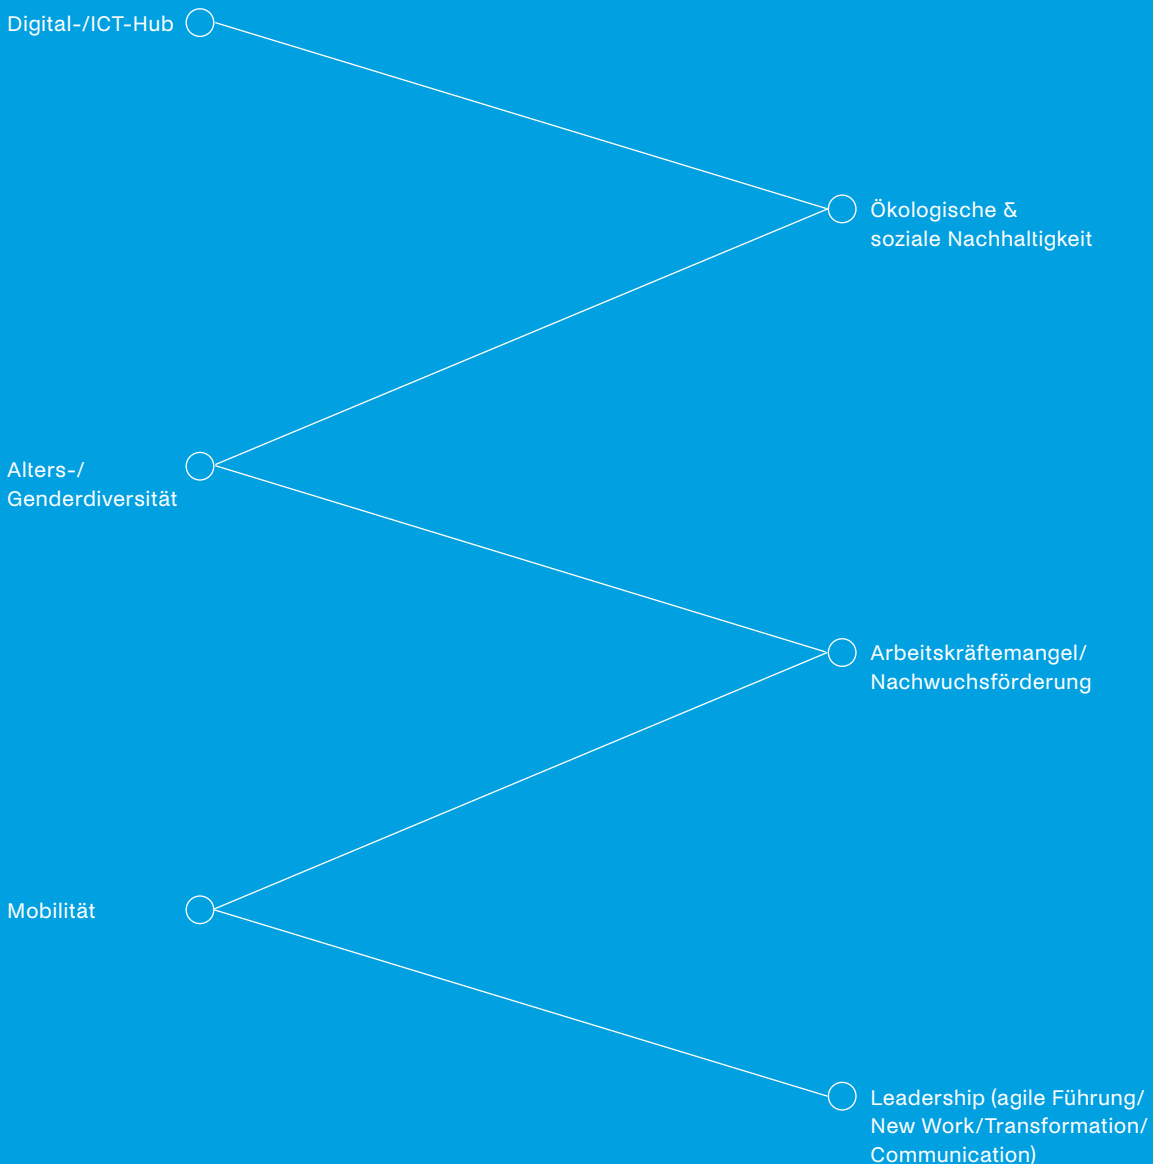 Digital-/ICT-Hub
Ökologische &
soziale Nachhaltigkeit
Alters-/
Genderdiversität
Arbeitskräftemangel/
Nachwuchsförderung
Mobilität
Leadership (agile Führung/
New Work/Transformation/
Communication)